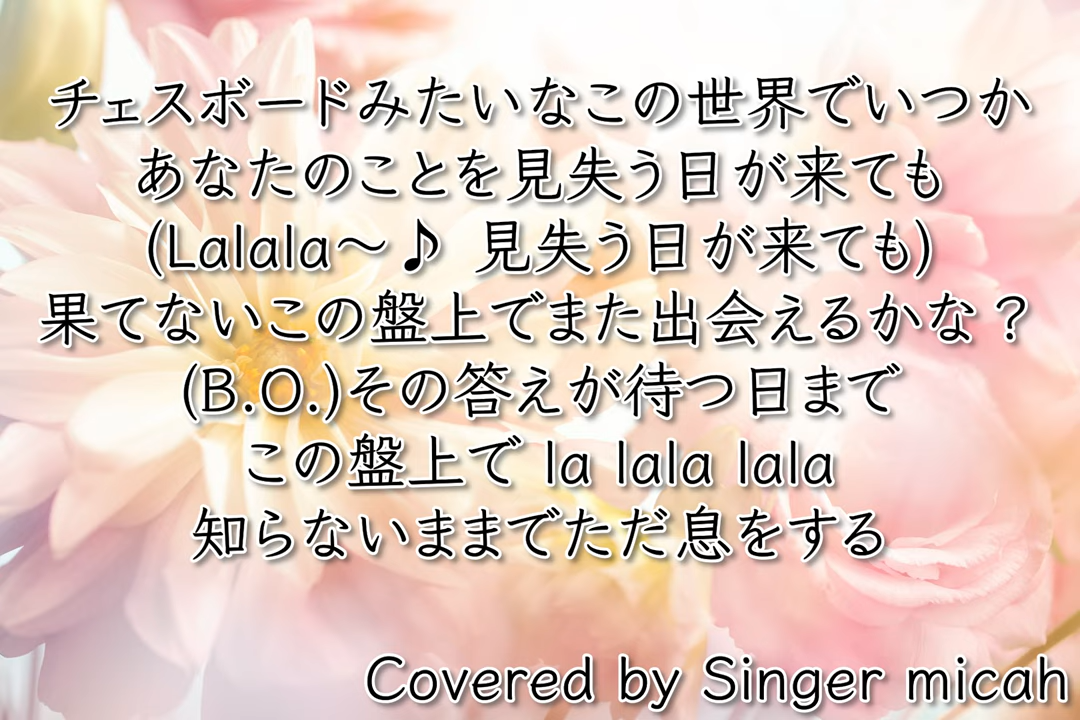 チェスボードみたいなこの世界でいつか
あなたのことを見失う日が来ても
(Lalala〜♪ 見失う日が来ても)
果てないこの盤上でまた出会えるかな？
(B.O.)その答えが待つ日まで
この盤上で la lala lala
知らないままでただ息をする
Covered by Singer micah